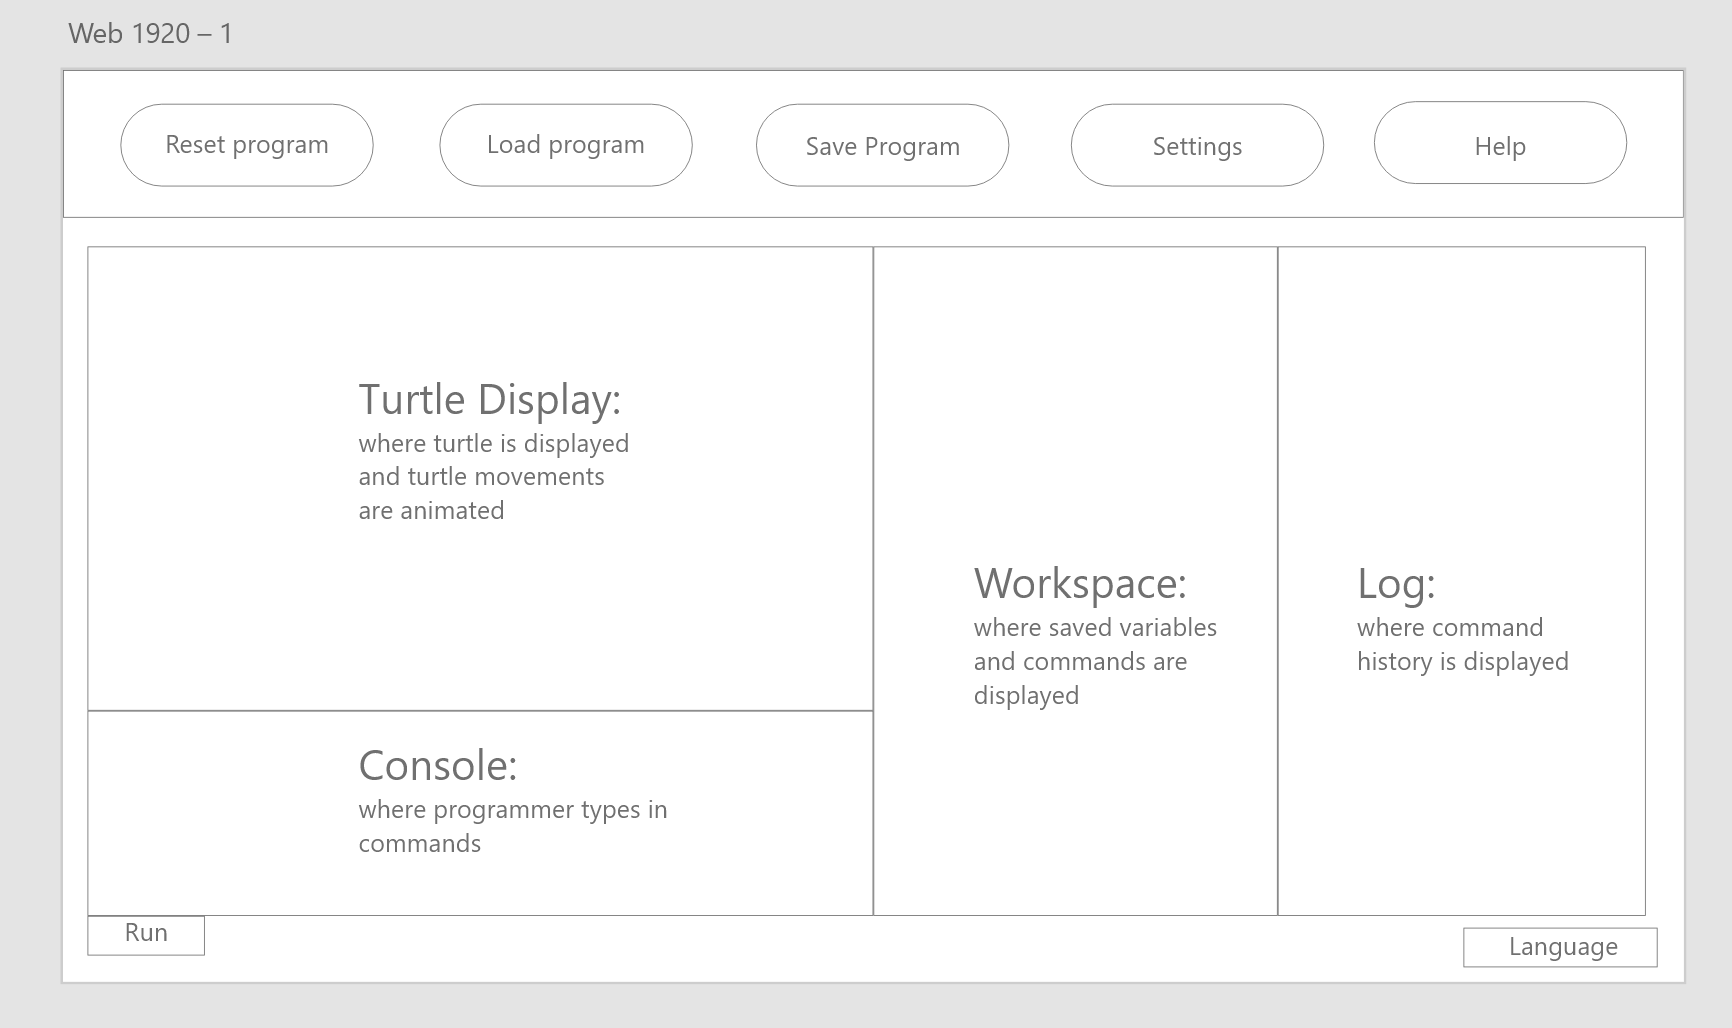 Web 1920 – 1
Reset program
Load program
Save Program
Settings
Help
Turtle Display:
where turtle is displayed
and turtle movements
are animated
Console:
where programmer types in
commands
Workspace:
where saved variables
and commands are
displayed
Log:
where command
history is displayed
Run
Language